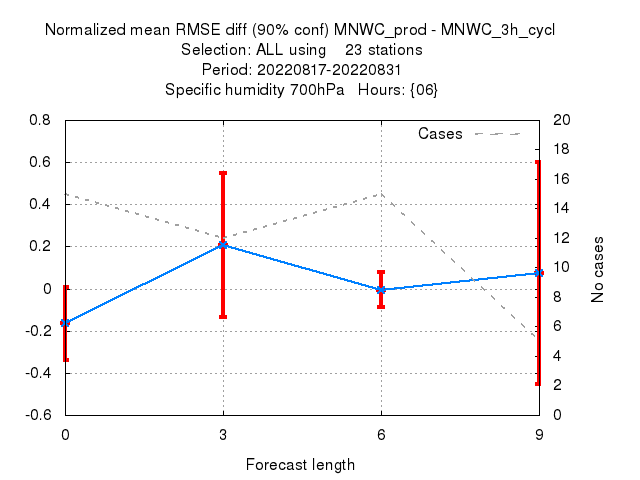 Normalized mean RMSE diff (90% conf) MNWC_prod - MNWC_3h_cycl
Selection: ALL using 23 stations
Period: 20220817-20220831
Specific humidity 700hPa Hours: {06}
0.8
0.6
0.4
0.2
0
-0.2
-0.4
-0.6
20
18
16
14
12
10
8
6
4
2
0
Cases
No cases
0 3 6 9
Forecast length